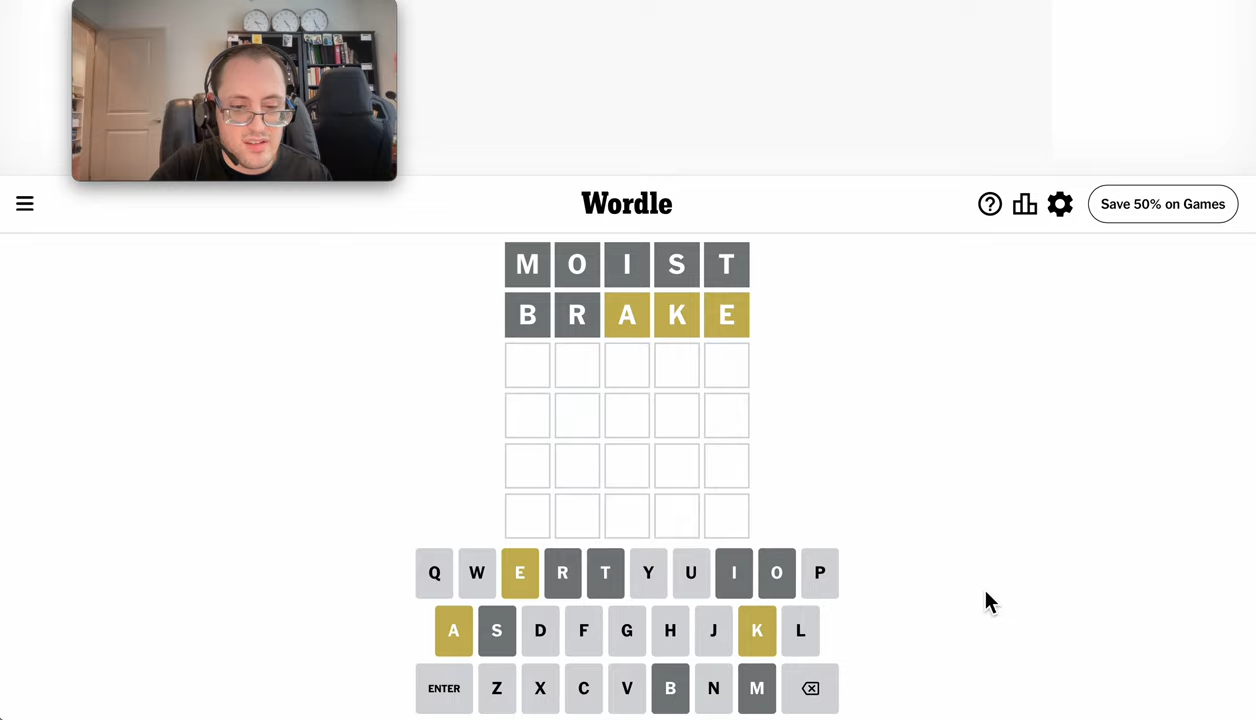 Wordle
Save 50% on Games
M O I S T
B R A K E
Q W E R T Y U I O P
A S D F G H J K L
ENTER Z X C V B N M